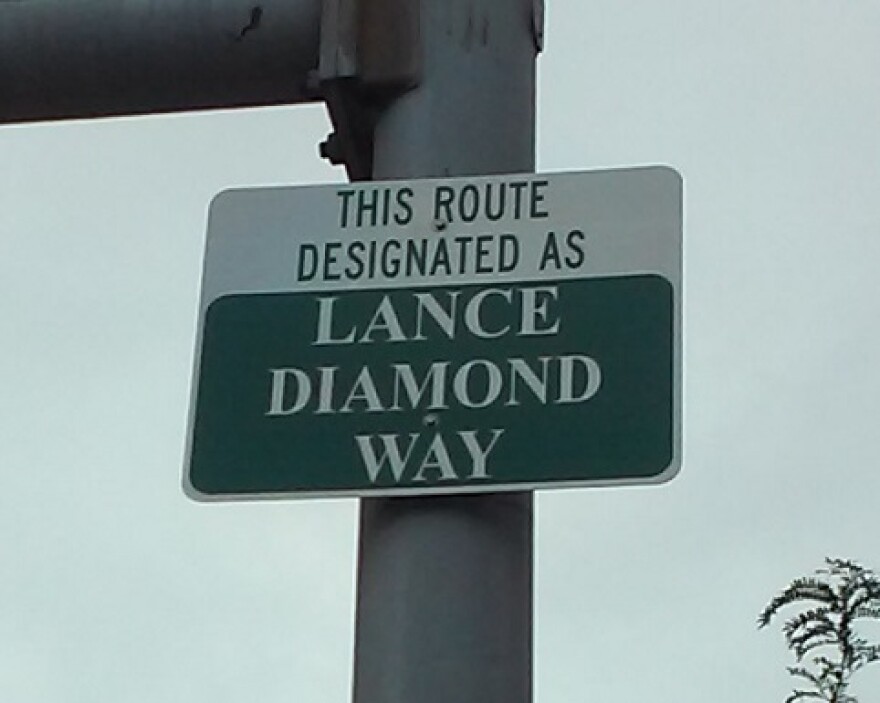 THIS ROUTE
DESIGNATED AS
LANCE
DIAMOND
WAY